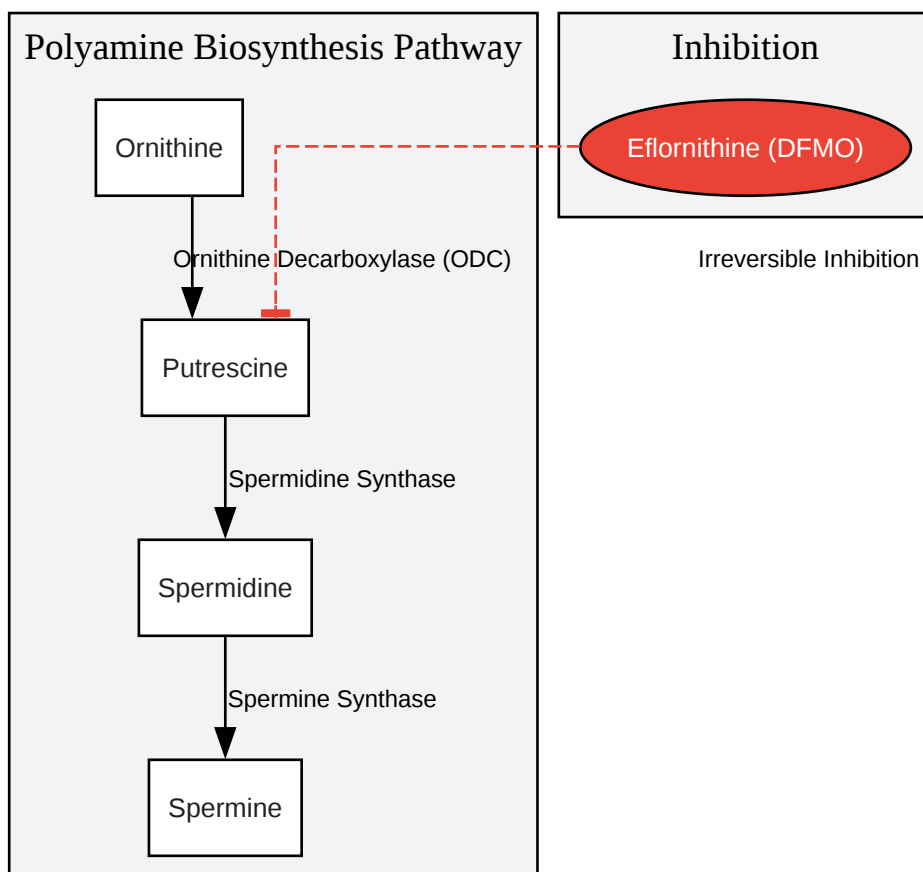 Polyamine Biosynthesis Pathway
Inhibition
Ornithine
Eflornithine (DFMO)
Ornithine Decarboxylase (ODC)
Irreversible Inhibition
Putrescine
Spermidine Synthase
Spermidine
Spermine Synthase
Spermine